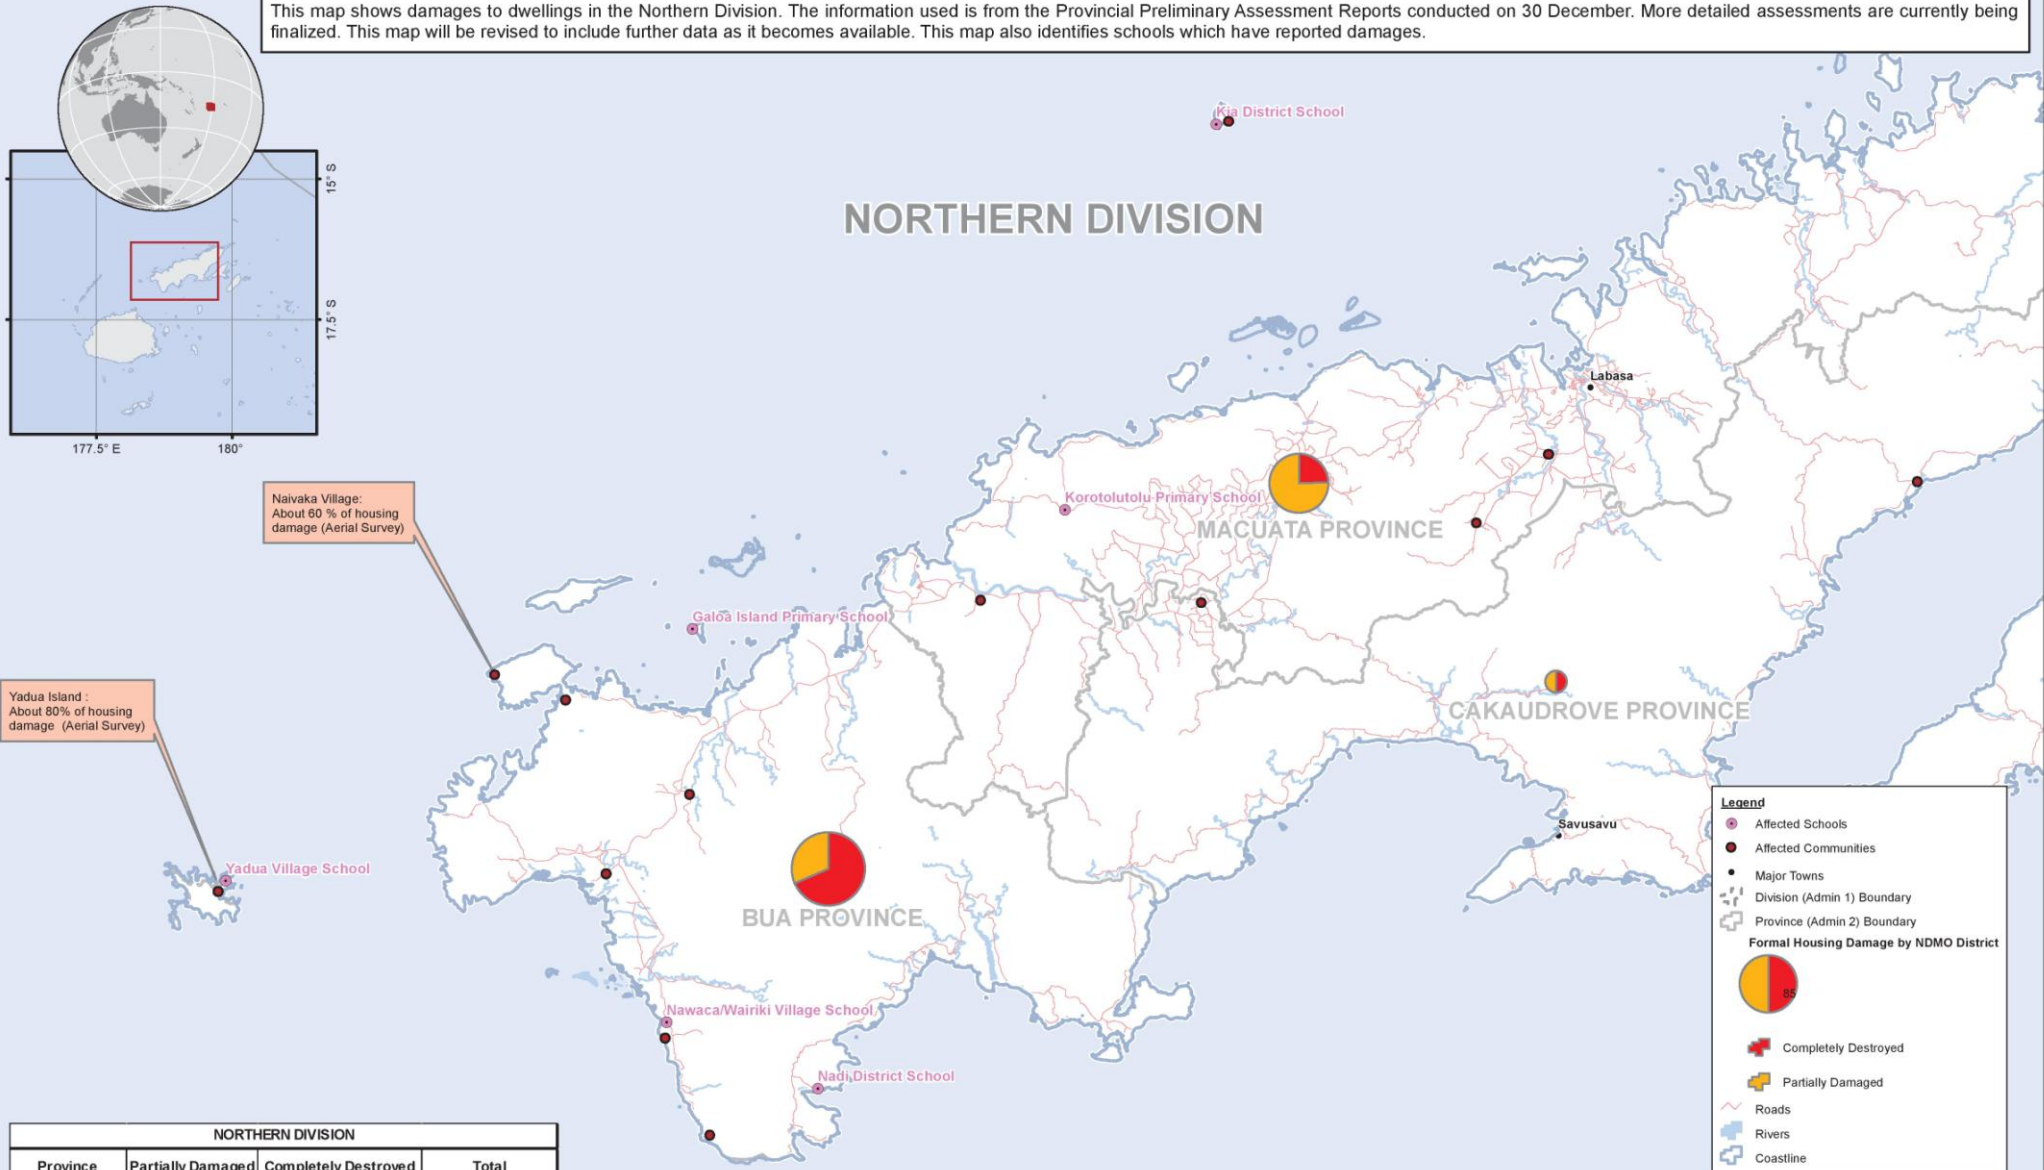 This map shows damages to dwellings in the Northern Division. The information used is from the Provincial Preliminary Assessment Reports conducted on 30 December. More detailed assessments are currently being
finalized. This map will be revised to include further data as it becomes available. This map also identifies schools which have reported damages.
Kia District School
15° S
NORTHERN DIVISION
17.5° S
177.5° E
180°
Labasa
Naivaka Village:
About 60 % of housing
damage (Aerial Survey)
Korotolutolu Primary School
MACUATA PROVINCE
Galoa Island Primary School
Yadua Island :
About 80% of housing
damage (Aerial Survey)
CAKAUDROVE PROVINCE
Savusavu
Yadua Village School
BUA PROVINCE
Nawaca/Wairiki Village School
Nadi District School
Legend
Affected Schools
Affected Communities
Major Towns
Division (Admin 1) Boundary
Province (Admin 2) Boundary
Formal Housing Damage by NDMO District
85
Completely Destroyed
Partially Damaged
Roads
Rivers
Coastline
NORTHERN DIVISION
Province Partially Damaged Completely Destroyed Total